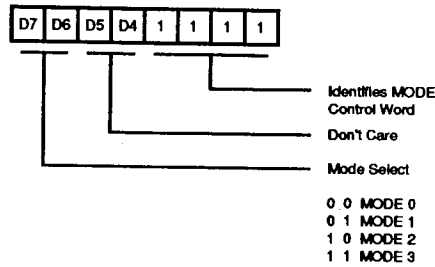 D7 D6 D5 D4 1 1 1 1
Identifies MODE
Control Word
Don't Care
Mode Select
0 0 MODE 0
0 1 MODE 1
1 0 MODE 2
1 1 MODE 3